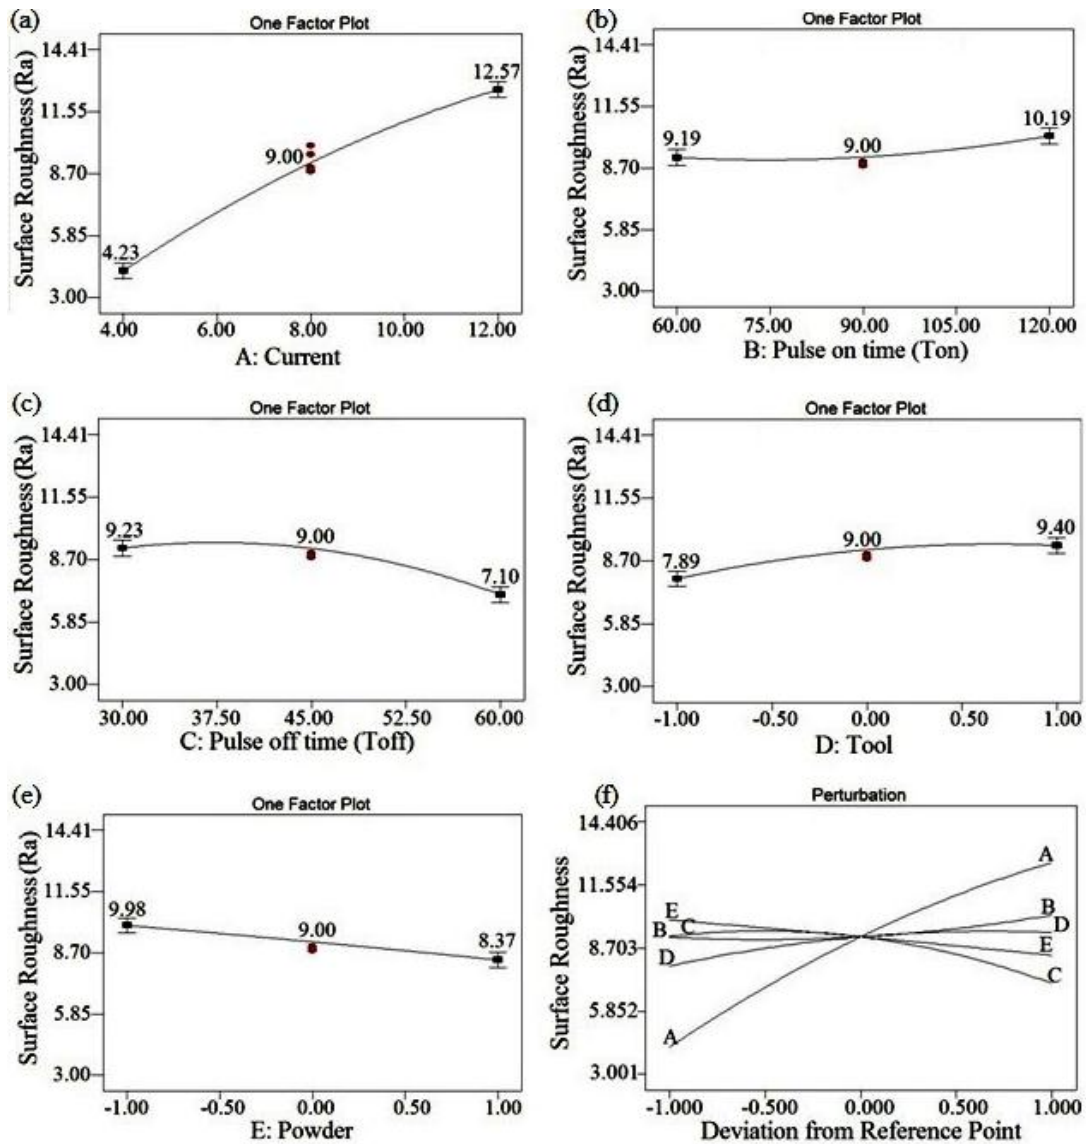 (a)
One Factor Plot
Surface Roughness (Ra)
14.41
11.55
8.70
5.85
3.00
4.23
9.00
12.57
4.00 6.00 8.00 10.00 12.00
A: Current
(b)
One Factor Plot
Surface Roughness (Ra)
14.41
11.55
8.70
5.85
3.00
9.19
9.00
10.19
60.00 75.00 90.00 105.00 120.00
B: Pulse on time (Ton)
(c)
One Factor Plot
Surface Roughness (Ra)
14.41
11.55
8.70
5.85
3.00
9.23
9.00
7.10
30.00 37.50 45.00 52.50 60.00
C: Pulse off time (Toff)
(d)
One Factor Plot
Surface Roughness (Ra)
14.41
11.55
8.70
5.85
3.00
7.89
9.00
9.40
-1.00 -0.50 0.00 0.50 1.00
D: Tool
(e)
One Factor Plot
Surface Roughness (Ra)
14.41
11.55
8.70
5.85
3.00
9.98
9.00
8.37
-1.00 -0.50 0.00 0.50 1.00
E: Powder
(f)
Perturbation
Surface Roughness
14.406
11.554
8.703
5.852
3.001
E
C
B
D
A
A
B
D
E
C
-1.000 -0.500 0.000 0.500 1.000
Deviation from Reference Point